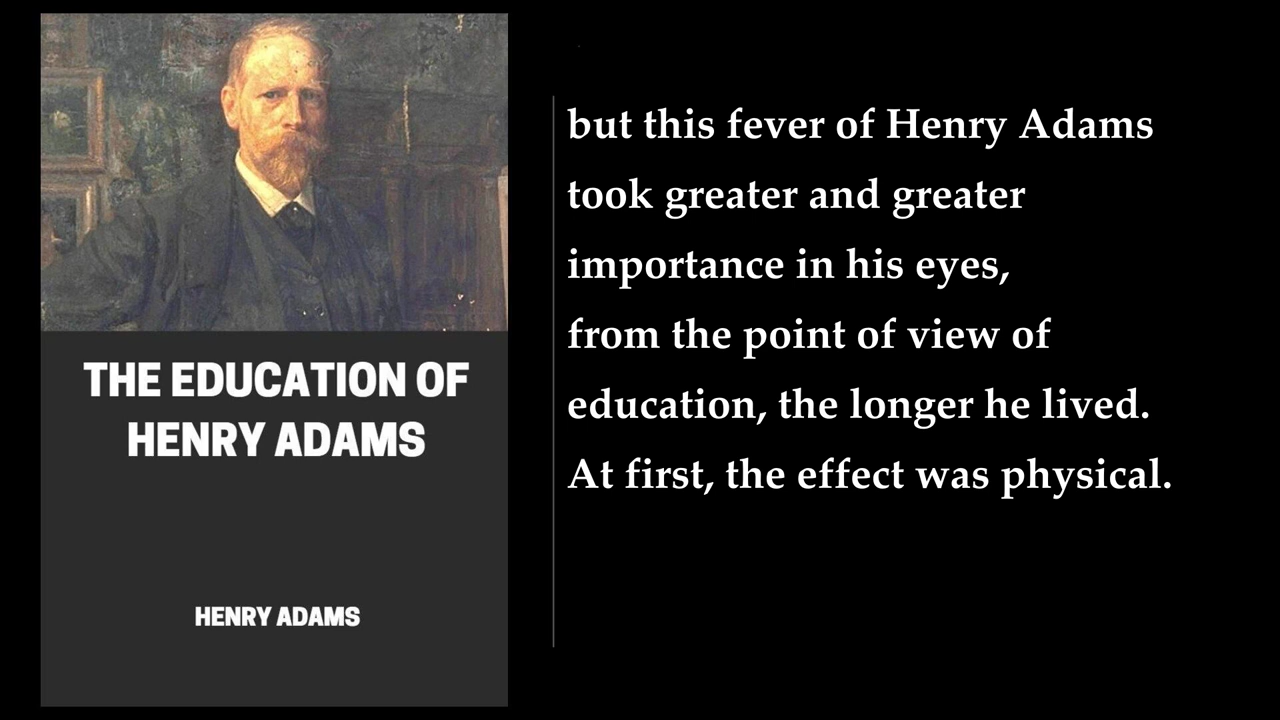 THE EDUCATION OF
HENRY ADAMS
HENRY ADAMS
but this fever of Henry Adams
took greater and greater
importance in his eyes,
from the point of view of
education, the longer he lived.
At first, the effect was physical.